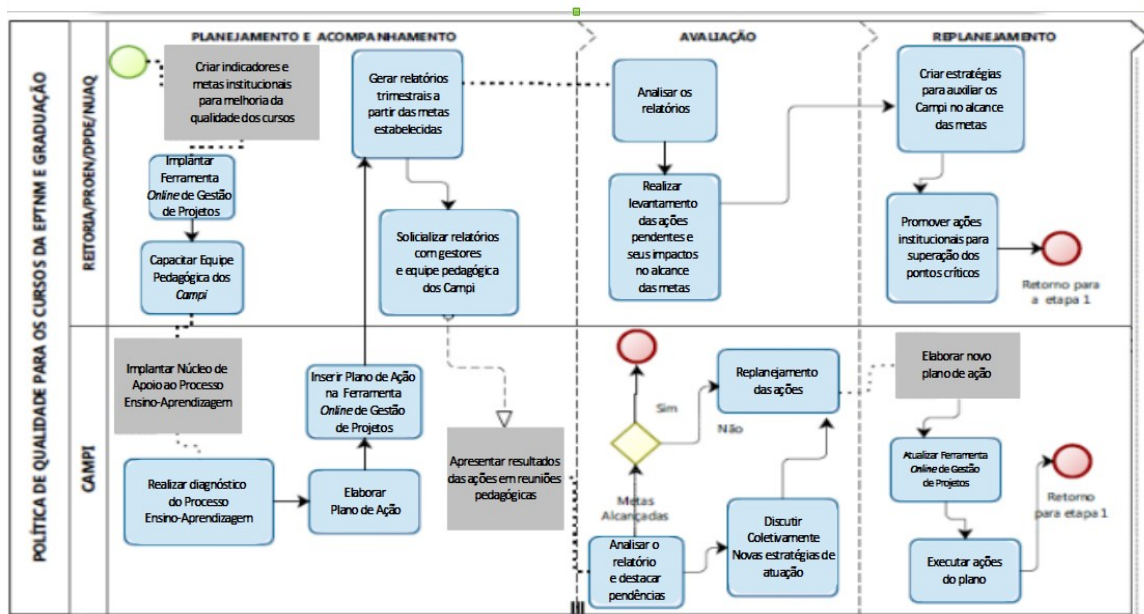 POLÍTICA DE QUALIDADE PARA OS CURSOS DA EPTNM E GRADUAÇÃO
REITORIA/PROEN/DPDE/NUAQ
PLANEJAMENTO E ACOMPANHAMENTO
Criar indicadores e
metas institucionais
para melhoria da
qualidade dos cursos
Implantar
Ferramenta
Online de Gestão
de Projetos
Capacitar Equipe
Pedagógica dos
Campi
Gerar relatórios
trimestrais a
partir das metas
estabelecidas
Solicializar relatórios
com gestores
e equipe pedagógica
dos Campi
AVALIAÇÃO
Analisar os
relatórios
Realizar
levantamento
das ações
pendentes e
seus impactos
no alcance
das metas
REPLANEJAMENTO
Criar estratégias
para auxiliar os
Campi no alcance
das metas
Promover ações
institucionais para
superação dos
pontos críticos
Retorno para
a etapa 1
CAMPI
Implantar Núcleo de
Apoio ao Processo
Ensino-Aprendizagem
Realizar diagnóstico
do Processo
Ensino-Aprendizagem
Inserir Plano de Ação
na Ferramenta
Online de Gestão
de Projetos
Elaborar
Plano de Ação
Apresentar resultados
das ações em reuniões
pedagógicas
Sim
Não
Metas
Alcançadas
Analisar o
relatório
e destacar
pendências
Replanejamento
das ações
Discutir
Coletivamente
Novas estratégias de
atuação
Elaborar novo
plano de ação
Atualizar Ferramenta
Online de Gestão
de Projetos
Executar ações
do plano
Retorno
para etapa 1